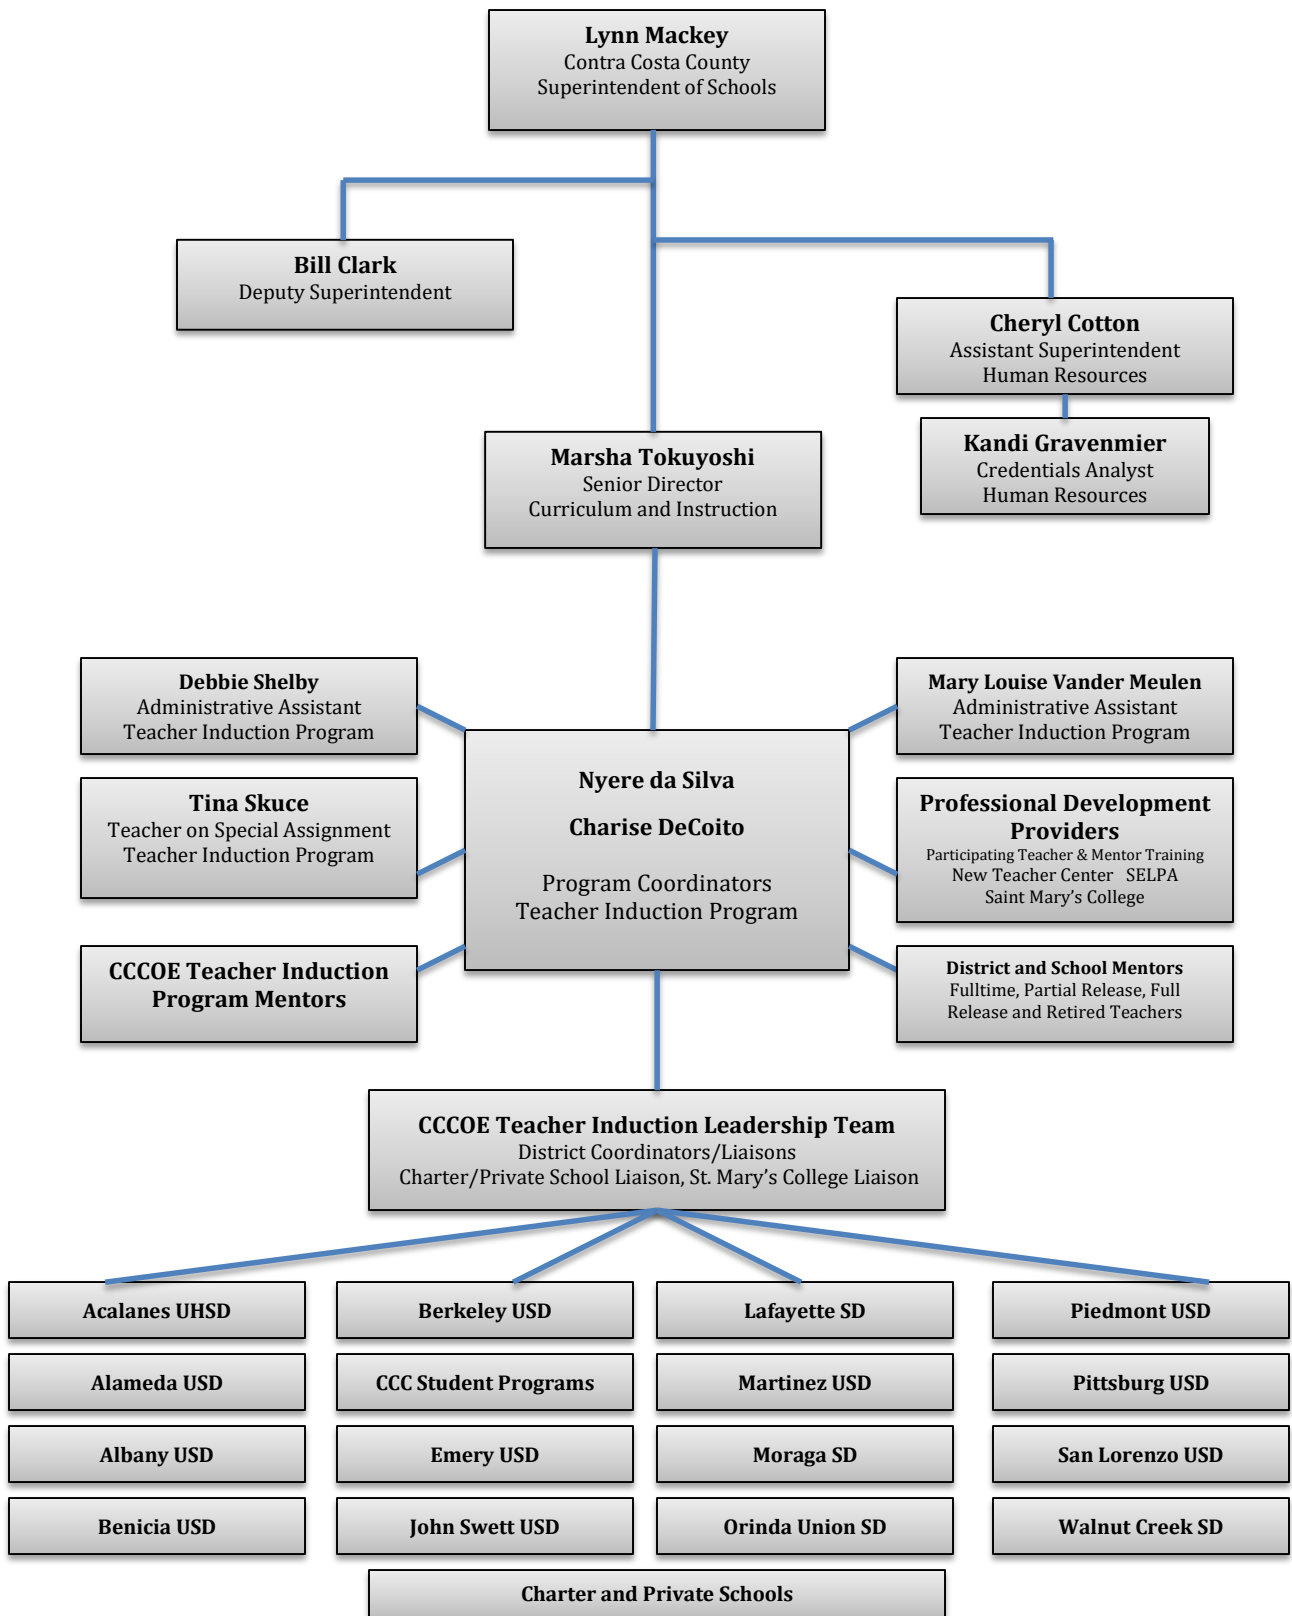 Lynn Mackey
Contra Costa County
Superintendent of Schools
Bill Clark
Deputy Superintendent
Cheryl Cotton
Assistant Superintendent
Human Resources
Kandi Gravenmier
Credentials Analyst
Human Resources
Marsha Tokuyoshi
Senior Director
Curriculum and Instruction
Debbie Shelby
Administrative Assistant
Teacher Induction Program
Mary Louise Vander Meulen
Administrative Assistant
Teacher Induction Program
Nyere da Silva
Charise DeCoito
Program Coordinators
Teacher Induction Program
Tina Skuce
Teacher on Special Assignment
Teacher Induction Program
Professional Development
Providers
Participating Teacher & Mentor Training
New Teacher Center SELPA
Saint Mary's College
CCCOE Teacher Induction
Program Mentors
District and School Mentors
Fulltime, Partial Release, Full
Release and Retired Teachers
CCCOE Teacher Induction Leadership Team
District Coordinators/Liaisons
Charter/Private School Liaison, St. Mary's College Liaison
Acalanes UHSD
Berkeley USD
Lafayette SD
Piedmont USD
Alameda USD
CCC Student Programs
Martinez USD
Pittsburg USD
Albany USD
Emery USD
Moraga SD
San Lorenzo USD
Benicia USD
John Swett USD
Orinda Union SD
Walnut Creek SD
Charter and Private Schools